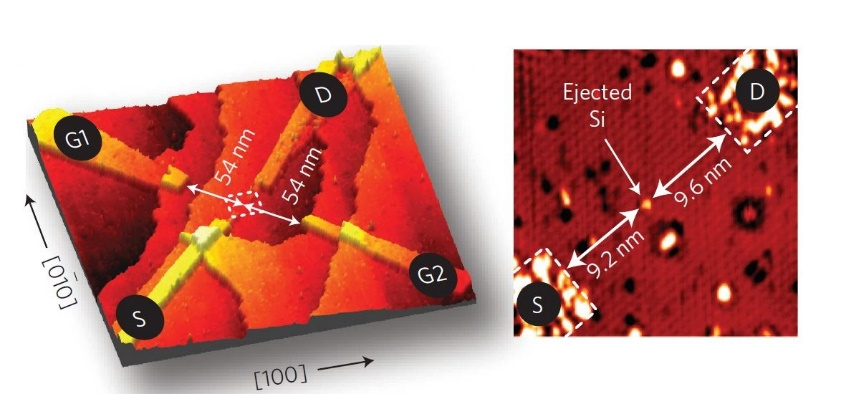 G1
D
54 nm
54 nm
S
G2
[01̄0]
[100]
Ejected
Si
D
9.6 nm
9.2 nm
S